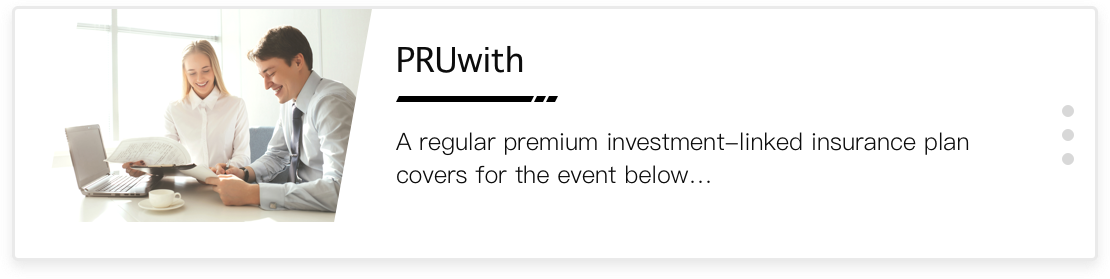 PRUwith
A regular premium investment-linked insurance plan
covers for the event below...